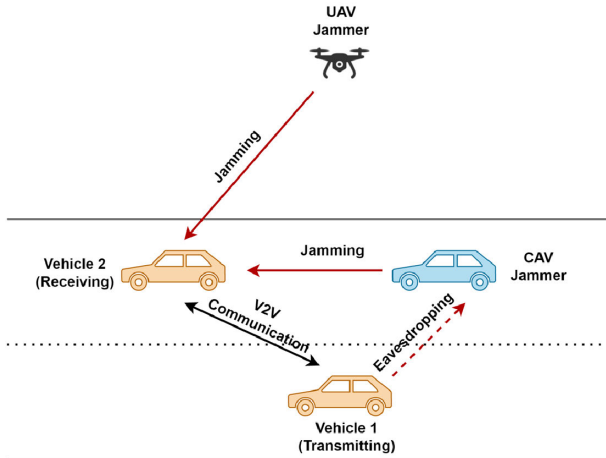 UAV
Jammer
Jamming
Vehicle 2
(Receiving)
Jamming
CAV
Jammer
V2V
Communication
Eavesdropping
Vehicle 1
(Transmitting)